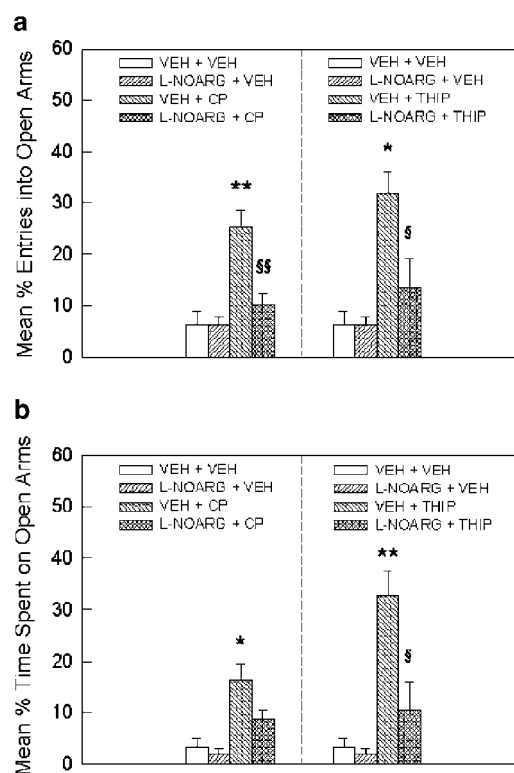 a
Mean % Entries into Open Arms
60
50
40
30
20
10
0
VEH + VEH
L-NOARG + VEH
VEH + CP
L-NOARG + CP
VEH + VEH
L-NOARG + VEH
VEH + THIP
L-NOARG + THIP
**
§§
*
§
b
Mean % Time Spent on Open Arms
60
50
40
30
20
10
0
VEH + VEH
L-NOARG + VEH
VEH + CP
L-NOARG + CP
VEH + VEH
L-NOARG + VEH
VEH + THIP
L-NOARG + THIP
*
**
§